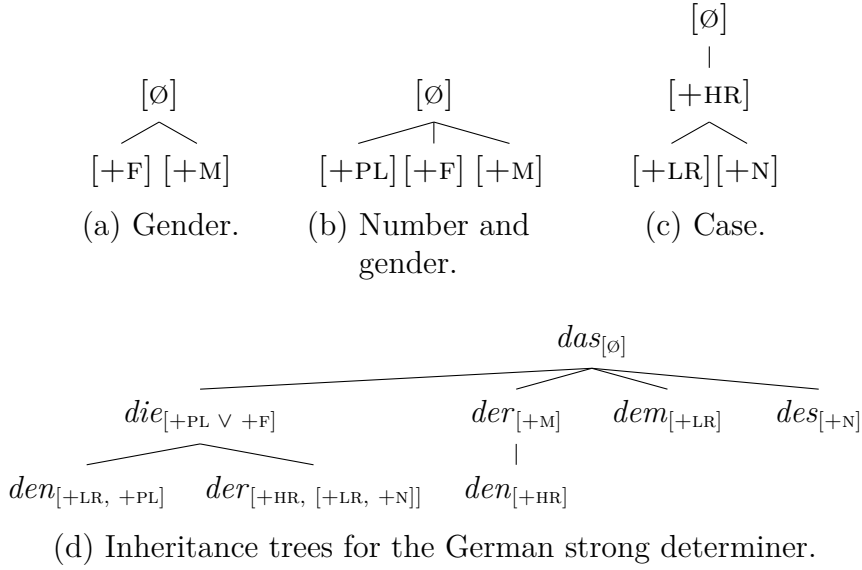 [Ø]
[Ø] [Ø] [+HR]
[+F] [+M] [+PL] [+F] [+M] [+LR] [+N]
(a) Gender. (b) Number and gender. (c) Case.
das[Ø]
die[+PL ∨ +F] der[+M] dem[+LR] des[+N]
den[+LR, +PL] der[+HR, [+LR, +N]] den[+HR]
(d) Inheritance trees for the German strong determiner.